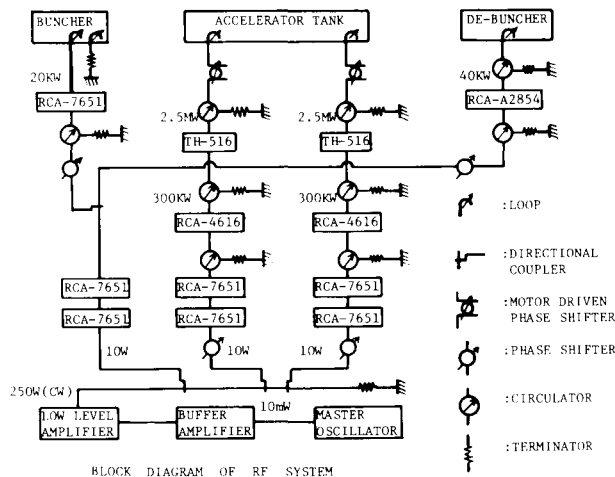 BUNCHER
ACCELERATOR TANK
DE-BUNCHER
20KW
RCA-7651
2.5MW
2.5MW
40KW
RCA-A2854
TH-516
TH-516
300KW
300KW
RCA-4616
RCA-4616
:LOOP
:DIRECTIONAL
COUPLER
RCA-7651
RCA-7651
RCA-7651
RCA-7651
RCA-7651
RCA-7651
:MOTOR DRIVEN
PHASE SHIFTER
10W
10W
10W
:PHASE SHIFTER
250W(CW)
10mW
LOW LEVEL
AMPLIFIER
BUFFER
AMPLIFIER
MASTER
OSCILLATOR
:CIRCULATOR
:TERMINATOR
BLOCK DIAGRAM OF RF SYSTEM